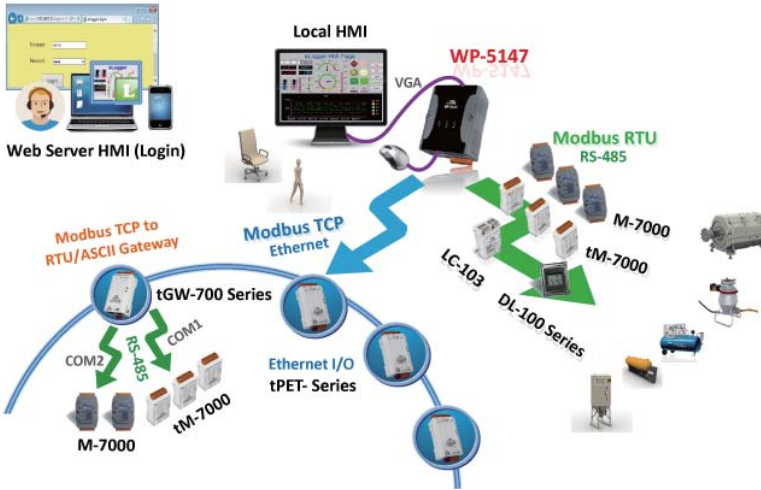 Local HMI
WP-5147
VGA
Web Server HMI (Login)
Modbus RTU
RS-485
M-7000
tM-7000
LC-103
DL-100 Series
Modbus TCP
Ethernet
Modbus TCP to
RTU/ASCII Gateway
tGW-700 Series
COM1
COM2
RS-485
M-7000
tM-7000
Ethernet I/O
tPET- Series